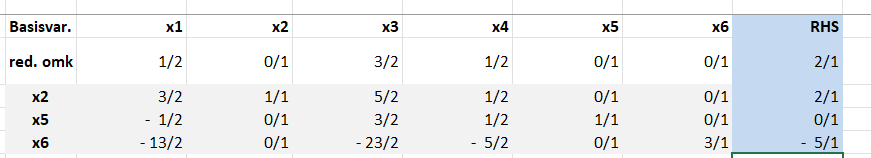 Basisvar. x1 x2 x3 x4 x5 x6 RHS
red. omk 1/2 0/1 3/2 1/2 0/1 0/1 2/1
x2 3/2 1/1 5/2 1/2 0/1 0/1 2/1
x5 - 1/2 0/1 3/2 1/2 1/1 0/1 0/1
x6 - 13/2 0/1 - 23/2 - 5/2 0/1 3/1 - 5/1